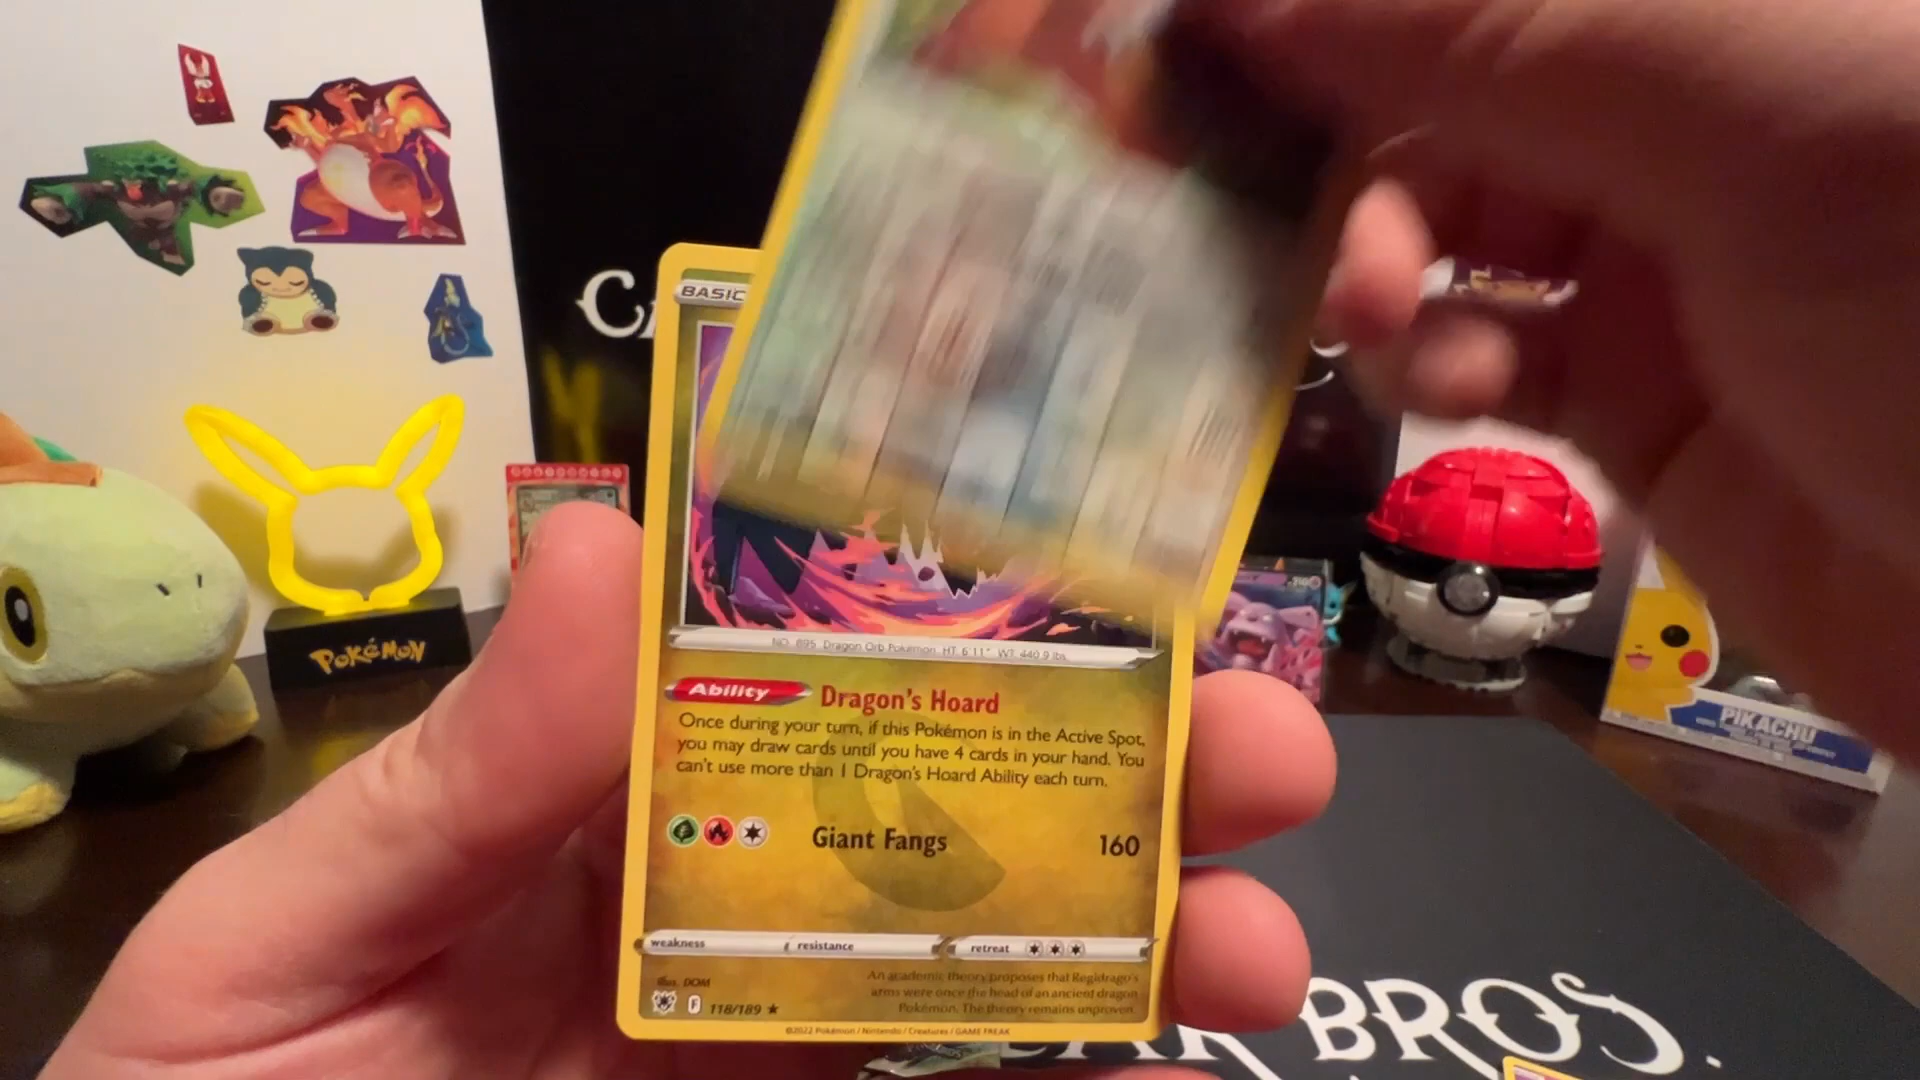 BASIC
NO. 895 Dragon Orb Pokémon HT: 6'11" WT: 440.9 lbs.
Ability Dragon's Hoard
Once during your turn, if this Pokémon is in the Active Spot,
you may draw cards until you have 4 cards in your hand. You
can't use more than 1 Dragon's Hoard Ability each turn.
Giant Fangs 160
weakness resistance retreat
Illus. DOM
An academic theory proposes that Regidrago's
arms were once the head of an ancient dragon
Pokémon. The theory remains unproven.
F 118/189 ★
©2022 Pokémon / Nintendo / Creatures / GAME FREAK
POKÉMON
PIKACHU
BROS.